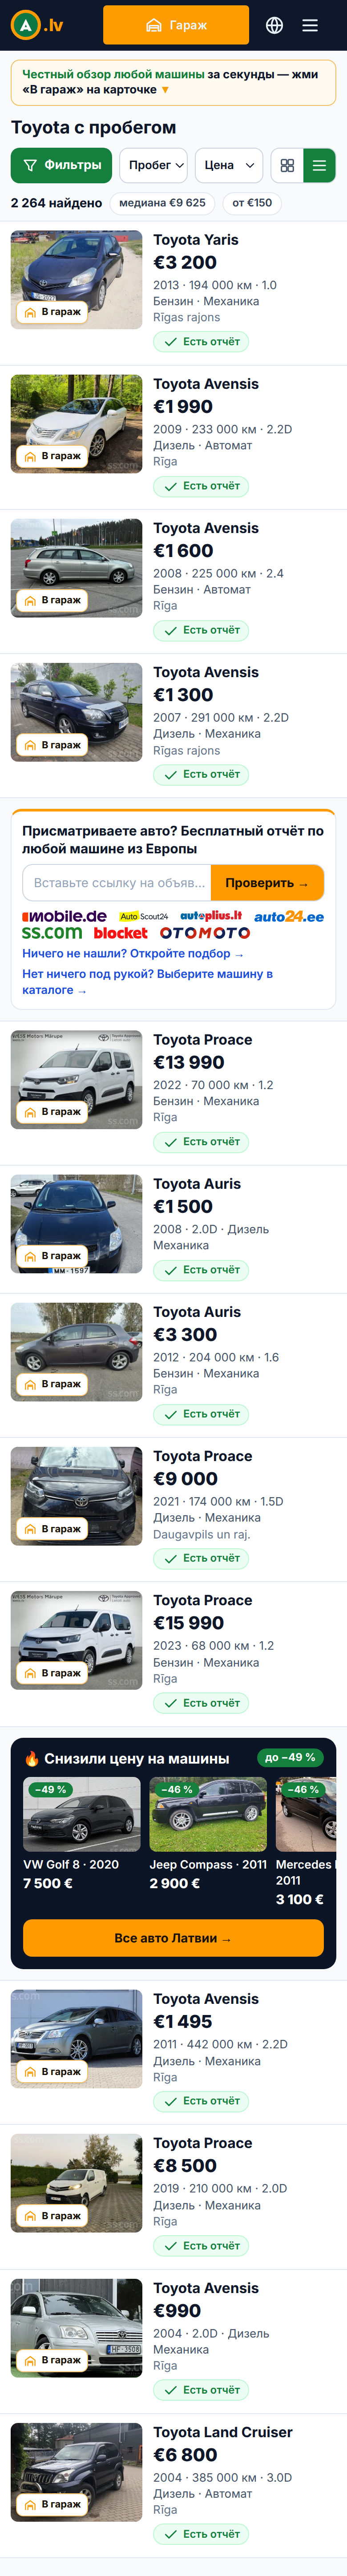 A.lv
Гараж
Честный обзор любой машины за секунды — жми
«В гараж» на карточке ▼
Toyota с пробегом
Фильтры
Пробег
Цена
2 264 найдено
медиана €9 625
от €150
Toyota Yaris
€3 200
2013 · 194 000 км · 1.0
Бензин · Механика
Rīgas rajons
В гараж
Есть отчёт
Toyota Avensis
€1 990
2009 · 233 000 км · 2.2D
Дизель · Автомат
Rīga
ss.com
В гараж
Есть отчёт
Toyota Avensis
€1 600
2008 · 225 000 км · 2.4
Бензин · Автомат
Rīga
ss.com
В гараж
Есть отчёт
Toyota Avensis
€1 300
2007 · 291 000 км · 2.2D
Дизель · Механика
Rīgas rajons
В гараж
Есть отчёт
Присматриваете авто? Бесплатный отчёт по
любой машине из Европы
Вставьте ссылку на объяв...
Проверить →
mobile.de
AutoScout24
autoplius.lt
auto24.ee
ss.com
blocket
OTOMOTO
Ничего не нашли? Откройте подбор →
Нет ничего под рукой? Выберите машину в
каталоге →
Toyota Proace
€13 990
2022 · 70 000 км · 1.2
Бензин · Механика
Rīga
ss.com
В гараж
Есть отчёт
Toyota Auris
€1 500
2008 · 2.0D · Дизель
Механика
В гараж
Есть отчёт
Toyota Auris
€3 300
2012 · 204 000 км · 1.6
Бензин · Механика
Rīga
ss.com
В гараж
Есть отчёт
Toyota Proace
€9 000
2021 · 174 000 км · 1.5D
Дизель · Механика
Daugavpils un raj.
В гараж
Есть отчёт
Toyota Proace
€15 990
2023 · 68 000 км · 1.2
Бензин · Механика
Rīga
ss.com
В гараж
Есть отчёт
🔥 Снизили цену на машины
до −49 %
−49 %
−46 %
−46 %
VW Golf 8 · 2020
7 500 €
Jeep Compass · 2011
2 900 €
Mercedes
2011
3 100 €
Все авто Латвии →
Toyota Avensis
€1 495
2011 · 442 000 км · 2.2D
Дизель · Механика
Rīga
В гараж
Есть отчёт
Toyota Proace
€8 500
2019 · 210 000 км · 2.0D
Дизель · Механика
Rīga
В гараж
Есть отчёт
Toyota Avensis
€990
2004 · 2.0D · Дизель
Механика
Rīga
В гараж
Есть отчёт
Toyota Land Cruiser
€6 800
2004 · 385 000 км · 3.0D
Дизель · Автомат
Rīga
ss.com
В гараж
Есть отчёт